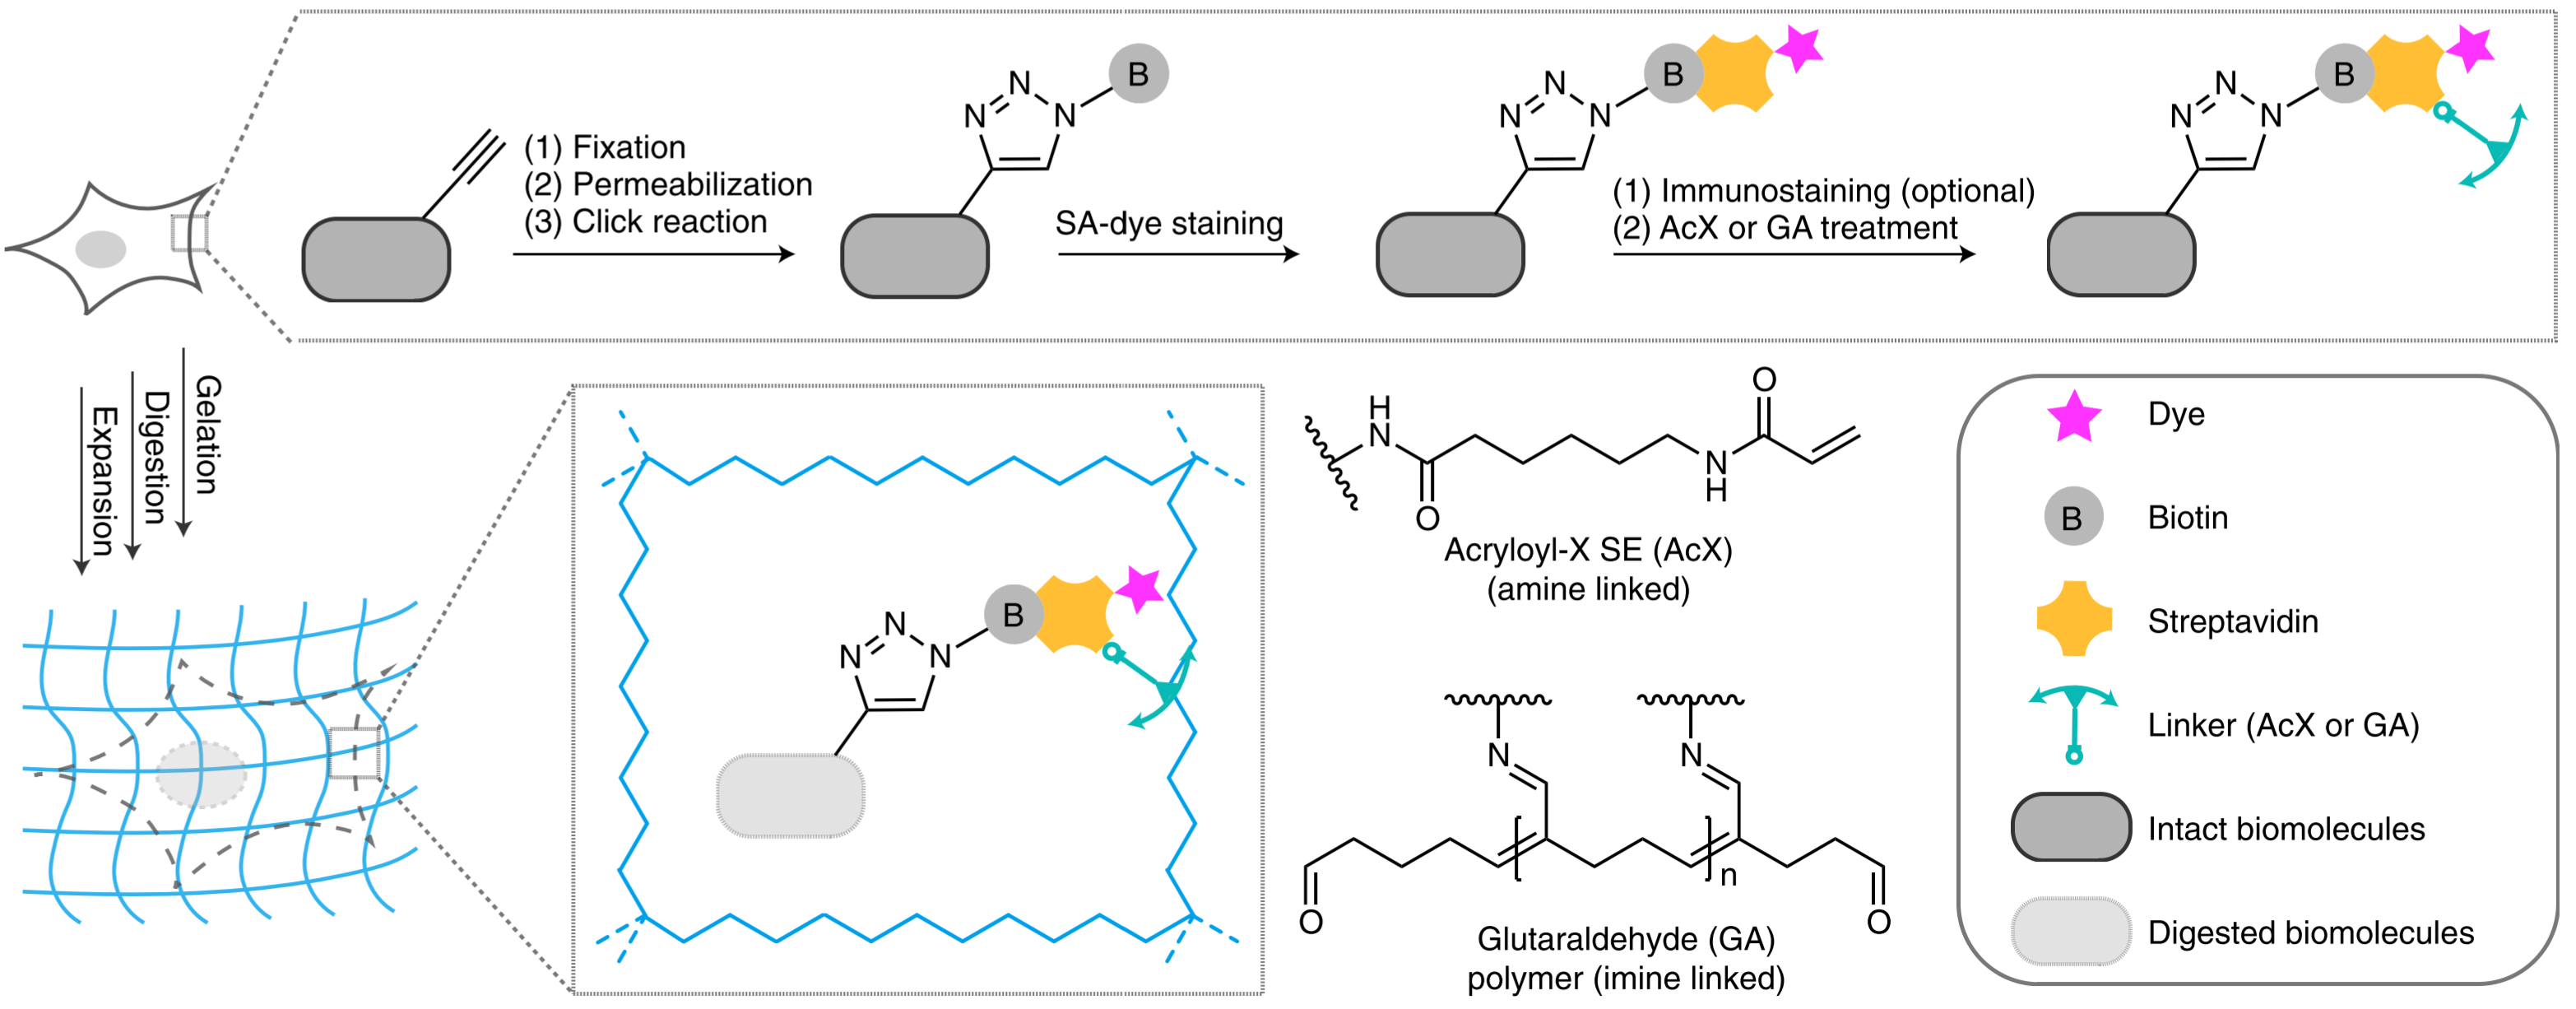 (1) Fixation
(2) Permeabilization
(3) Click reaction
N
N
N
B
SA-dye staining
N
N
N
B
(1) Immunostaining (optional)
(2) AcX or GA treatment
N
N
N
B
Gelation
Digestion
Expansion
N
N
N
B
H
N
O
N
H
O
Acryloyl-X SE (AcX)
(amine linked)
N
N
n
O
O
Glutaraldehyde (GA)
polymer (imine linked)
Dye
B
Biotin
Streptavidin
Linker (AcX or GA)
Intact biomolecules
Digested biomolecules